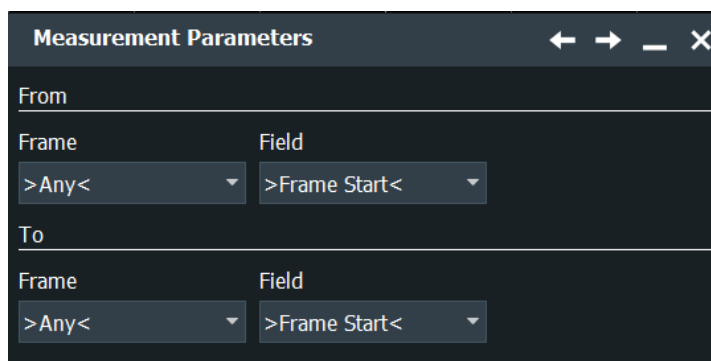 Measurement Parameters
From
Frame Field
>Any< >Frame Start<
To
Frame Field
>Any< >Frame Start<